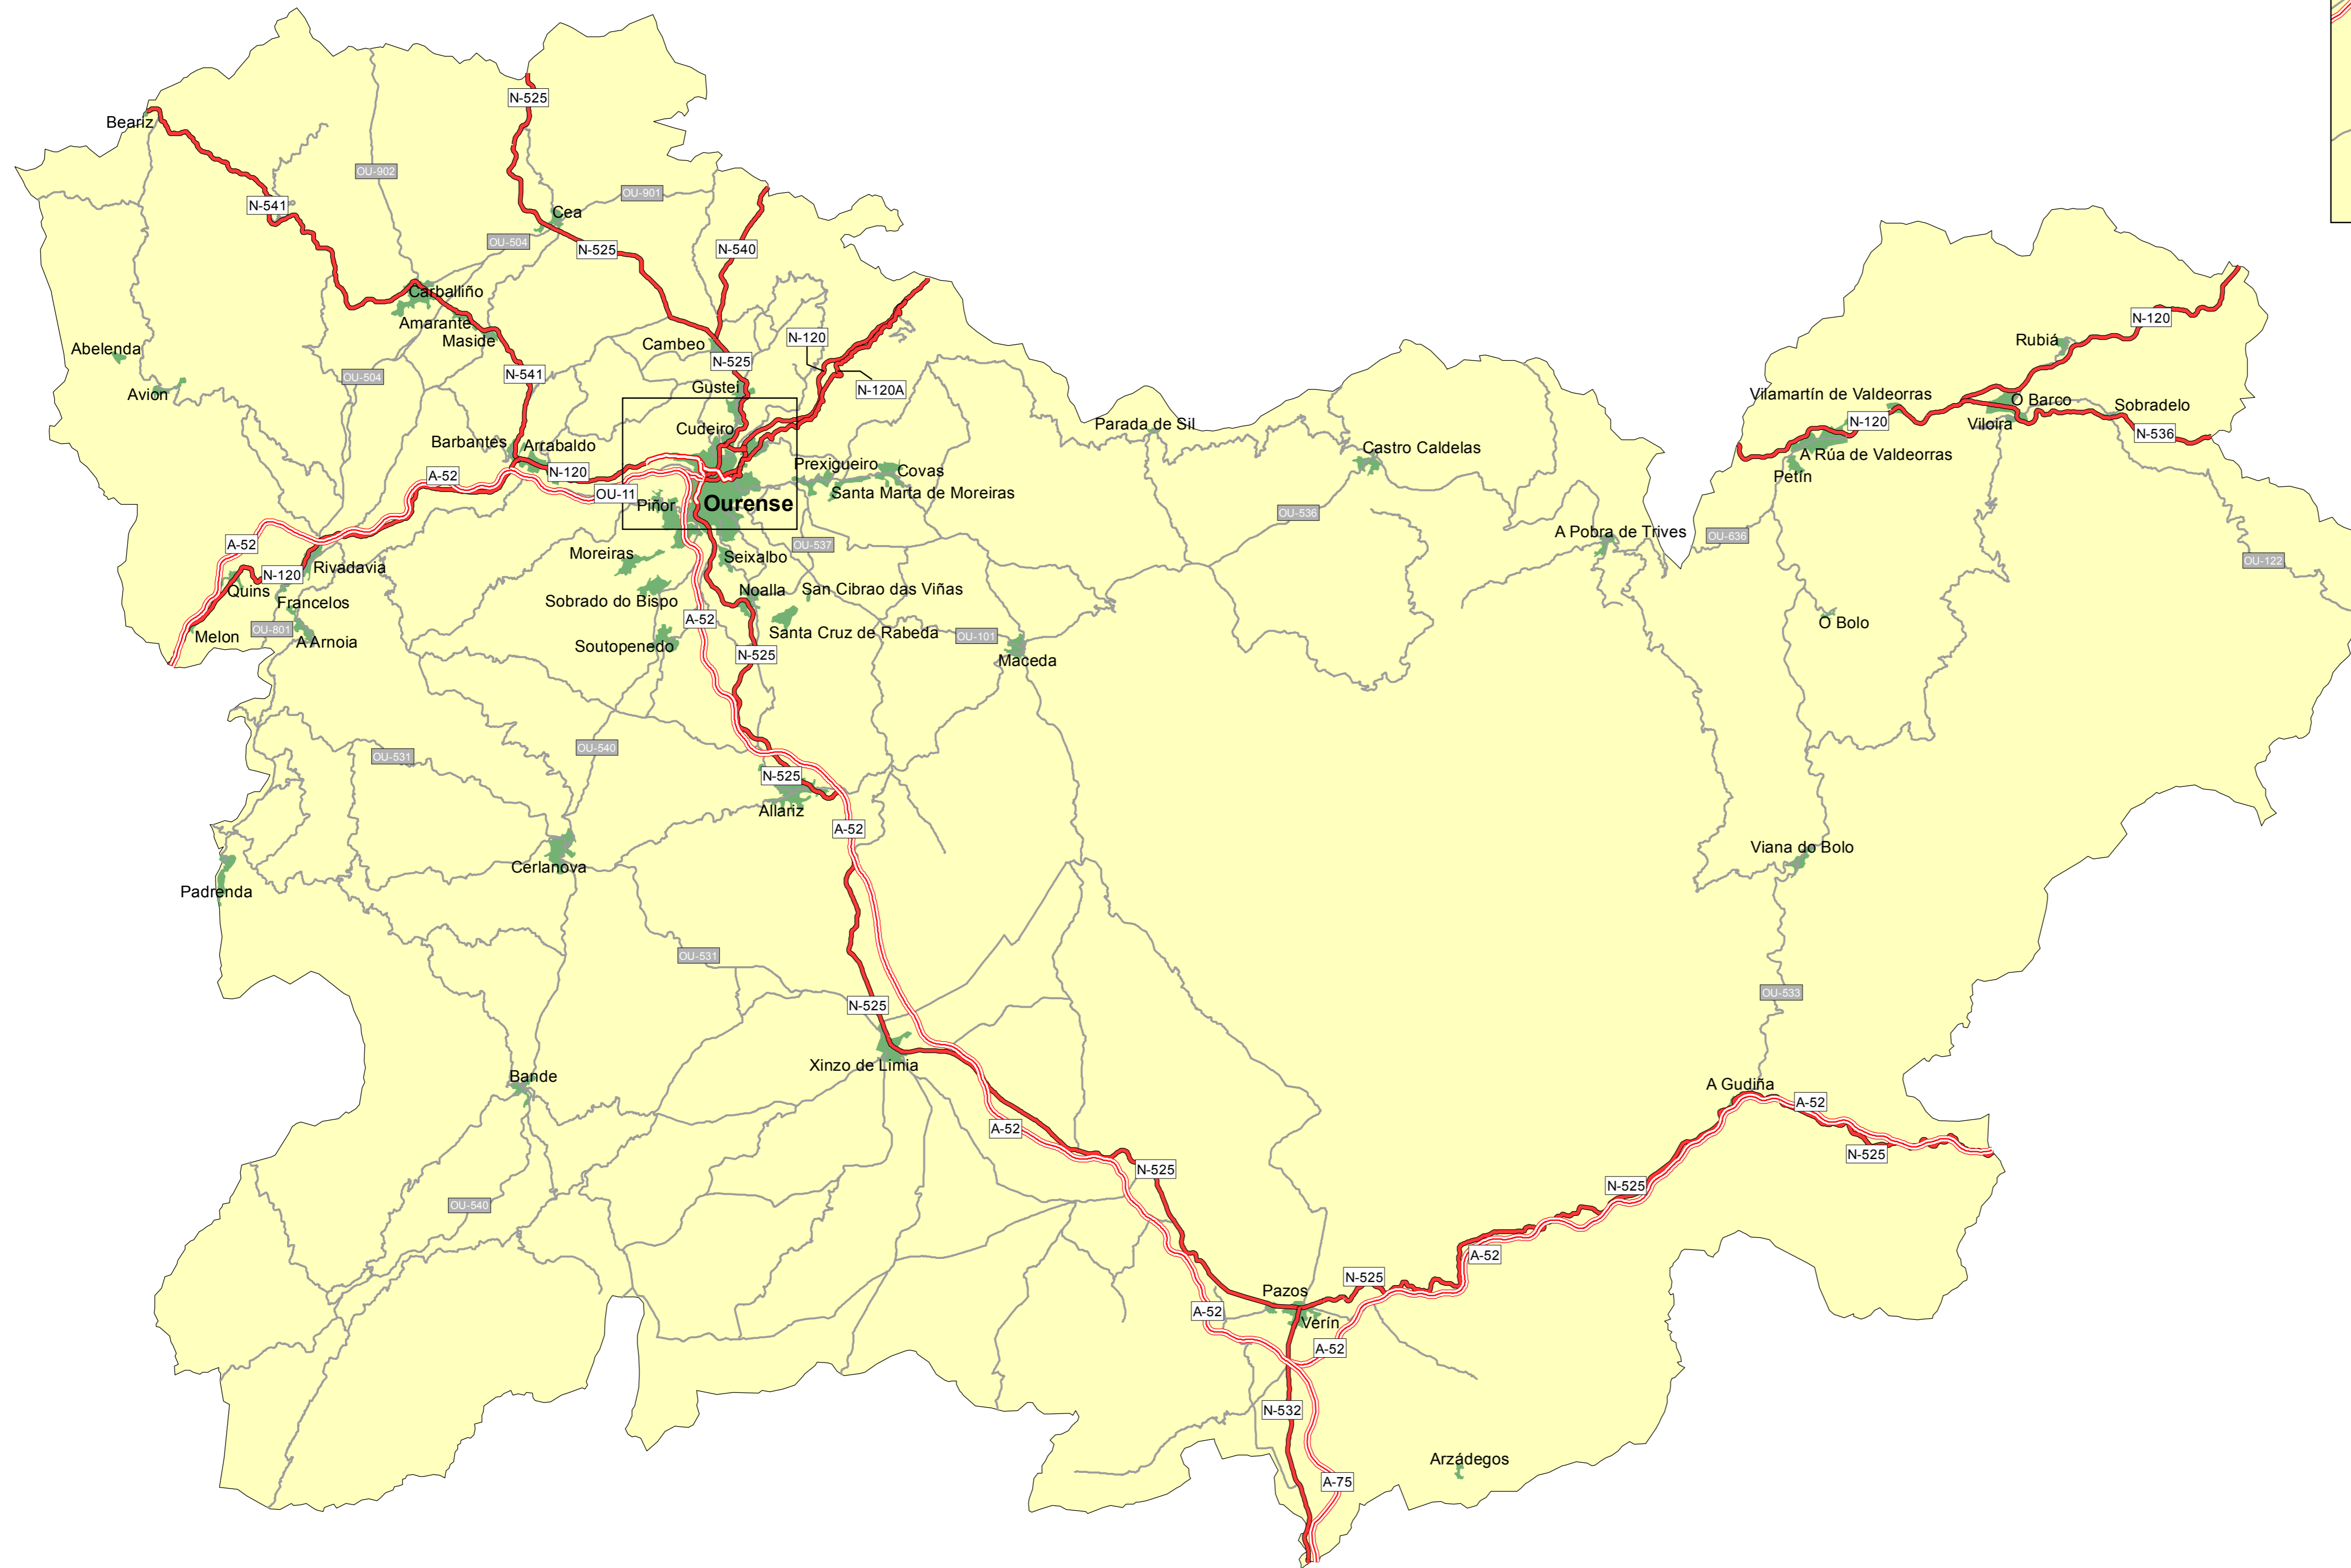 N-525
Beariz
OU-902
OU-901
N-541
Cea
OU-504
N-525
N-540
Carballiño
N-120
Rubiá
Amarante
N-120
Maside
Cambeo
Abelenda
N-525
OU-504
N-541
Gustei
N-120A
Avion
Vilamartín de Valdeorras
O Barco
Sobradelo
N-120
Viloira
Parada de Sil
Cudeiro
N-536
Barbantes
Arrabaldo
Castro Caldelas
A Rúa de Valdeorras
Prexigueiro
Covas
N-120
A-52
Petín
OU-11
Santa Marta de Moreiras
Piñor
Ourense
OU-536
A Pobra de Trives
OU-636
A-52
OU-537
Moreiras
Seixalbo
OU-122
Rivadavia
N-120
Quins
Noalla
San Cibrao das Viñas
Francelos
Sobrado do Bispo
A-52
O Bolo
OU-801
Melon
A Arnoia
Santa Cruz de Rabeda
OU-101
Soutopenedo
N-525
Maceda
OU-540
OU-531
N-525
Allariz
A-52
Viana do Bolo
Cerlanova
Padrenda
OU-531
OU-533
N-525
Xinzo de Limia
Bande
A Gudiña
A-52
A-52
N-525
N-525
N-525
OU-540
A-52
N-525
Pazos
A-52
Verín
A-52
N-532
Arzádegos
A-75